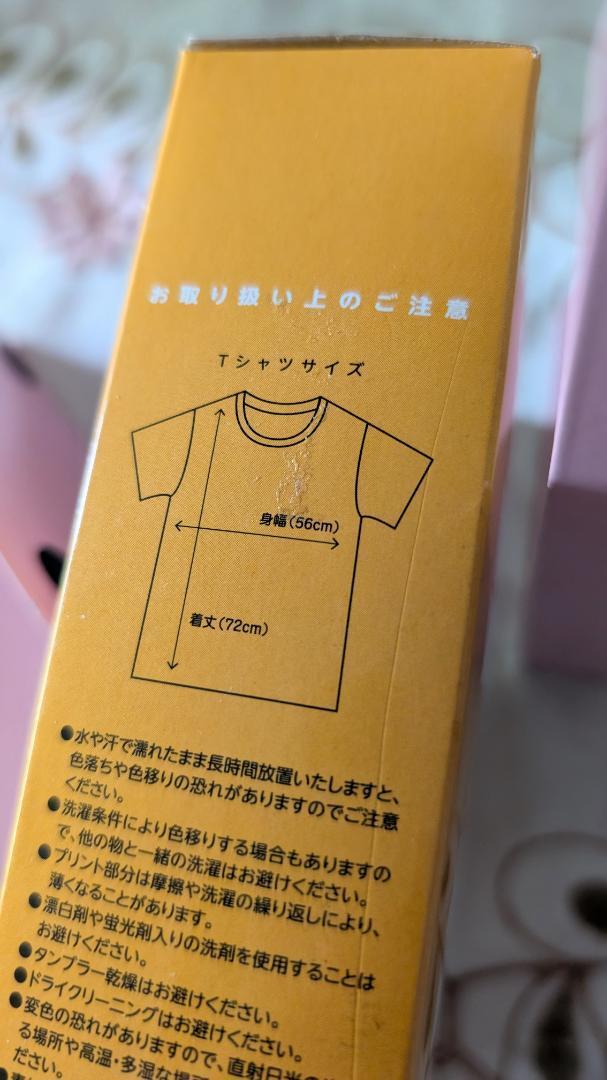 お取り扱い上のご注意
Tシャツサイズ
身幅(56cm)
着丈(72cm)
●水や汗で濡れたまま長時間放置いたしますと、
色落ちや色移りの恐れがありますのでご注意
ください。
●洗濯条件により色移りする場合もありますの
で、他の物と一緒の洗濯はお避けください。
●プリント部分は摩擦や洗濯の繰り返しにより、
薄くなることがあります。
●漂白剤や蛍光剤入りの洗剤を使用することは
お避けください。
●タンブラー乾燥はお避けください。
●ドライクリーニングはお避けください。
●変色の恐れがありますので、直射日光の
る場所や高温・多湿な場所
ださい。